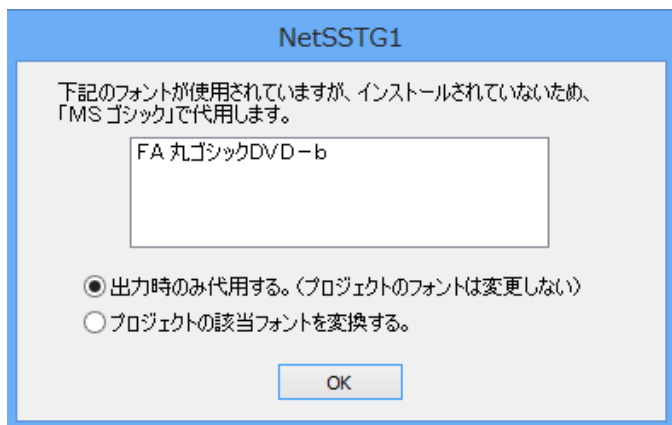 NetSSTG1
下記のフォントが使用されていますが、インストールされていないため、
「MS ゴシック」で代用します。
FA 丸ゴシックDVD－b
出力時のみ代用する。(プロジェクトのフォントは変更しない)
プロジェクトの該当フォントを変換する。
OK